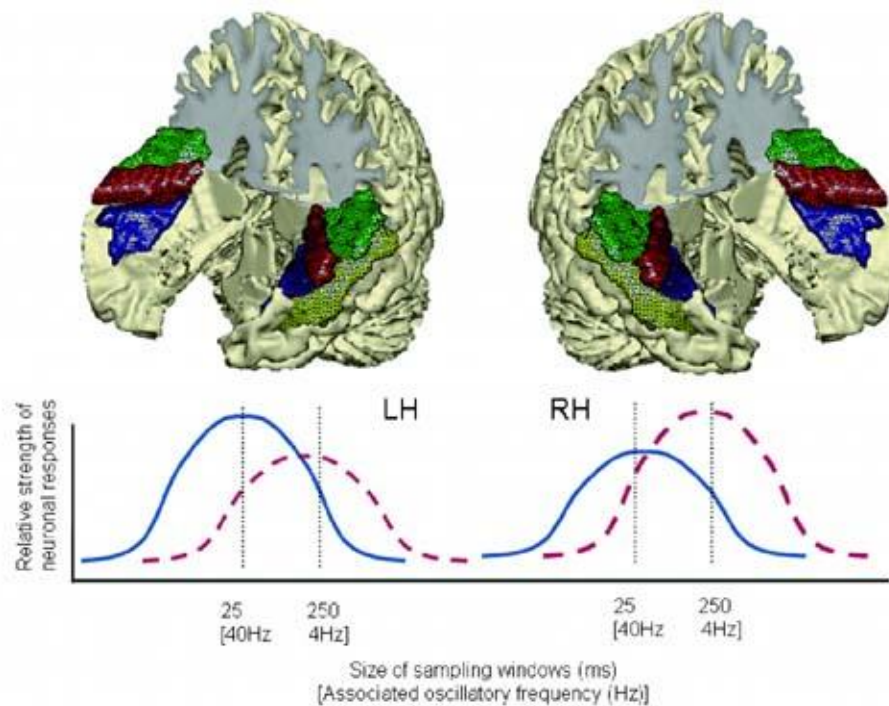 LH
RH
Relative strength of
neuronal responses
25
[40Hz
250
4Hz]
25
[40Hz
250
4Hz]
Size of sampling windows (ms)
[Associated oscillatory frequency (Hz)]